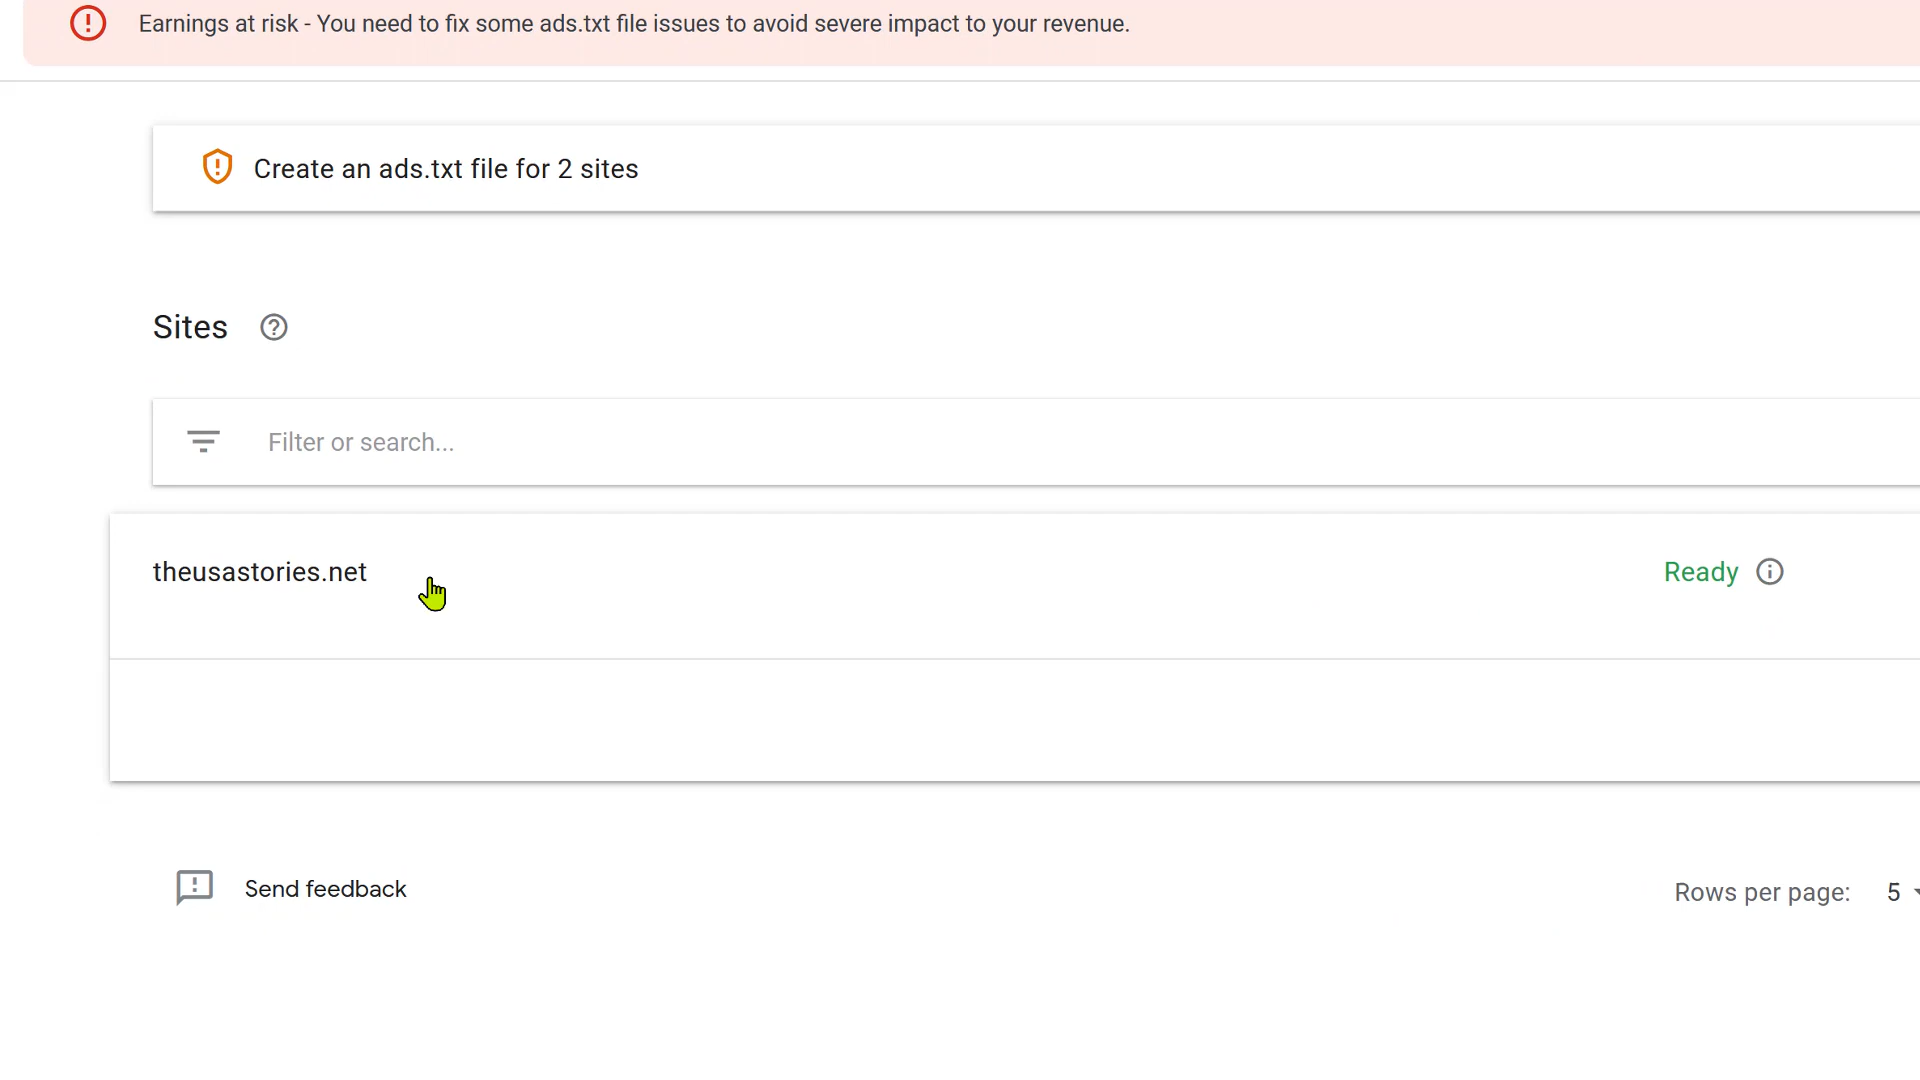 Earnings at risk - You need to fix some ads.txt file issues to avoid severe impact to your revenue.
Create an ads.txt file for 2 sites
Sites
Filter or search...
theusastories.net
Ready
Send feedback
Rows per page: 5